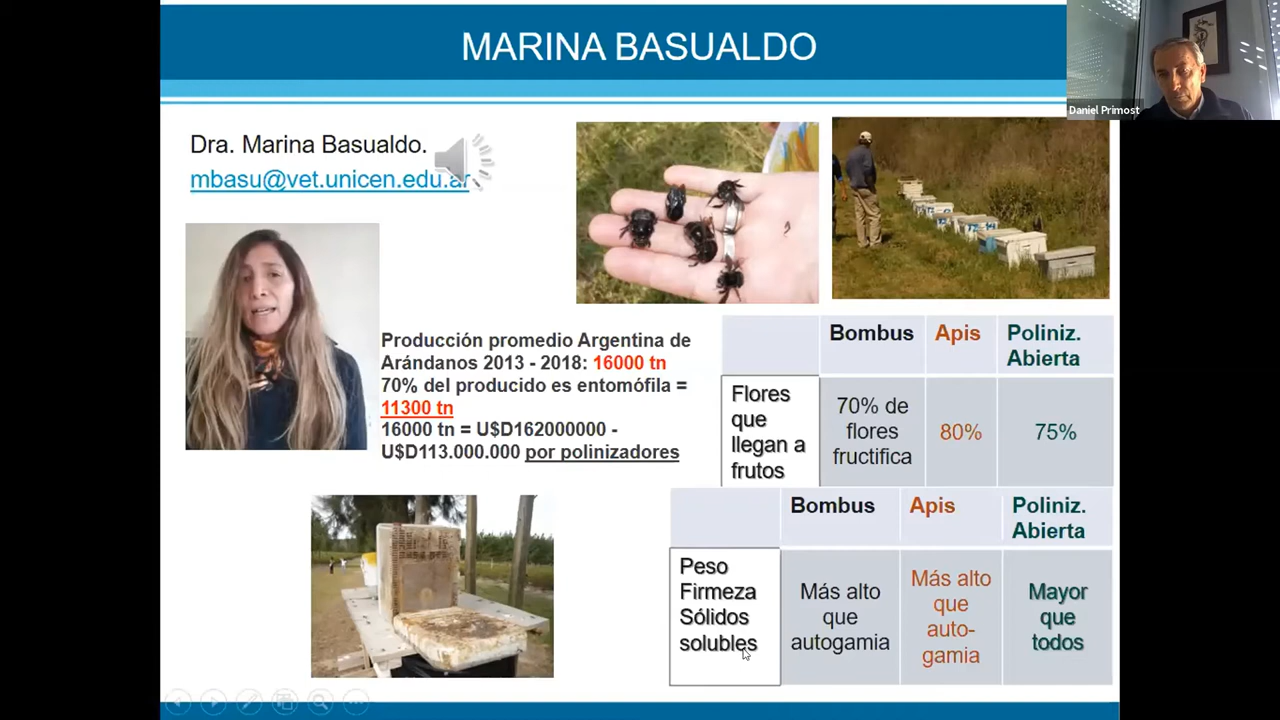 MARINA BASUALDO
Daniel Primost
Dra. Marina Basualdo.
mbasu@vet.unicen.edu.ar
Producción promedio Argentina de
Arándanos 2013 - 2018: 16000 tn
70% del producido es entomófila =
11300 tn
16000 tn = U$D162000000 -
U$D113.000.000 por polinizadores
Bombus
Apis
Poliniz.
Abierta
Flores
que
llegan a
frutos
70% de
flores
fructifica
80%
75%
Bombus
Apis
Poliniz.
Abierta
Peso
Firmeza
Sólidos
solubles
Más alto
que
autogamia
Más alto
que
auto-
gamia
Mayor
que
todos